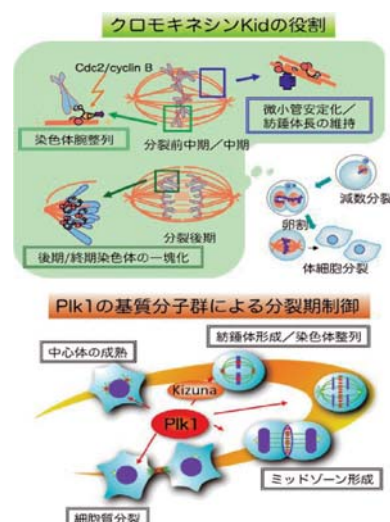 クロモキネシンKidの役割
Cdc2/cyclin B
染色体腕整列
分裂前中期/中期
微小管安定化/
紡錘体長の維持
分裂後期
後期/終期染色体の一塊化
減数分裂
卵割
体細胞分裂
Plk1の基質分子群による分裂期制御
中心体の成熟
紡錘体形成/染色体整列
Kizuna
Plk1
ミッドゾーン形成
細胞質分裂